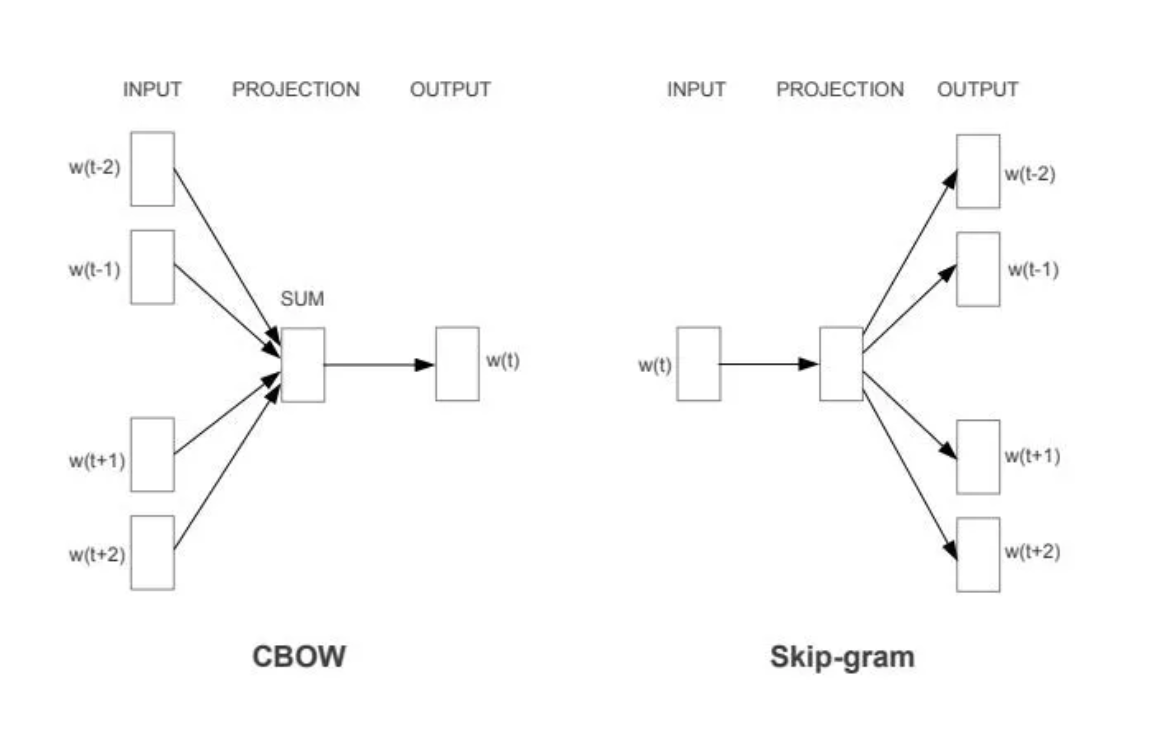 INPUT PROJECTION OUTPUT
w(t-2)
w(t-1)
SUM
w(t)
w(t+1)
w(t+2)
CBOW
INPUT PROJECTION OUTPUT
w(t-2)
w(t-1)
w(t)
w(t+1)
w(t+2)
Skip-gram